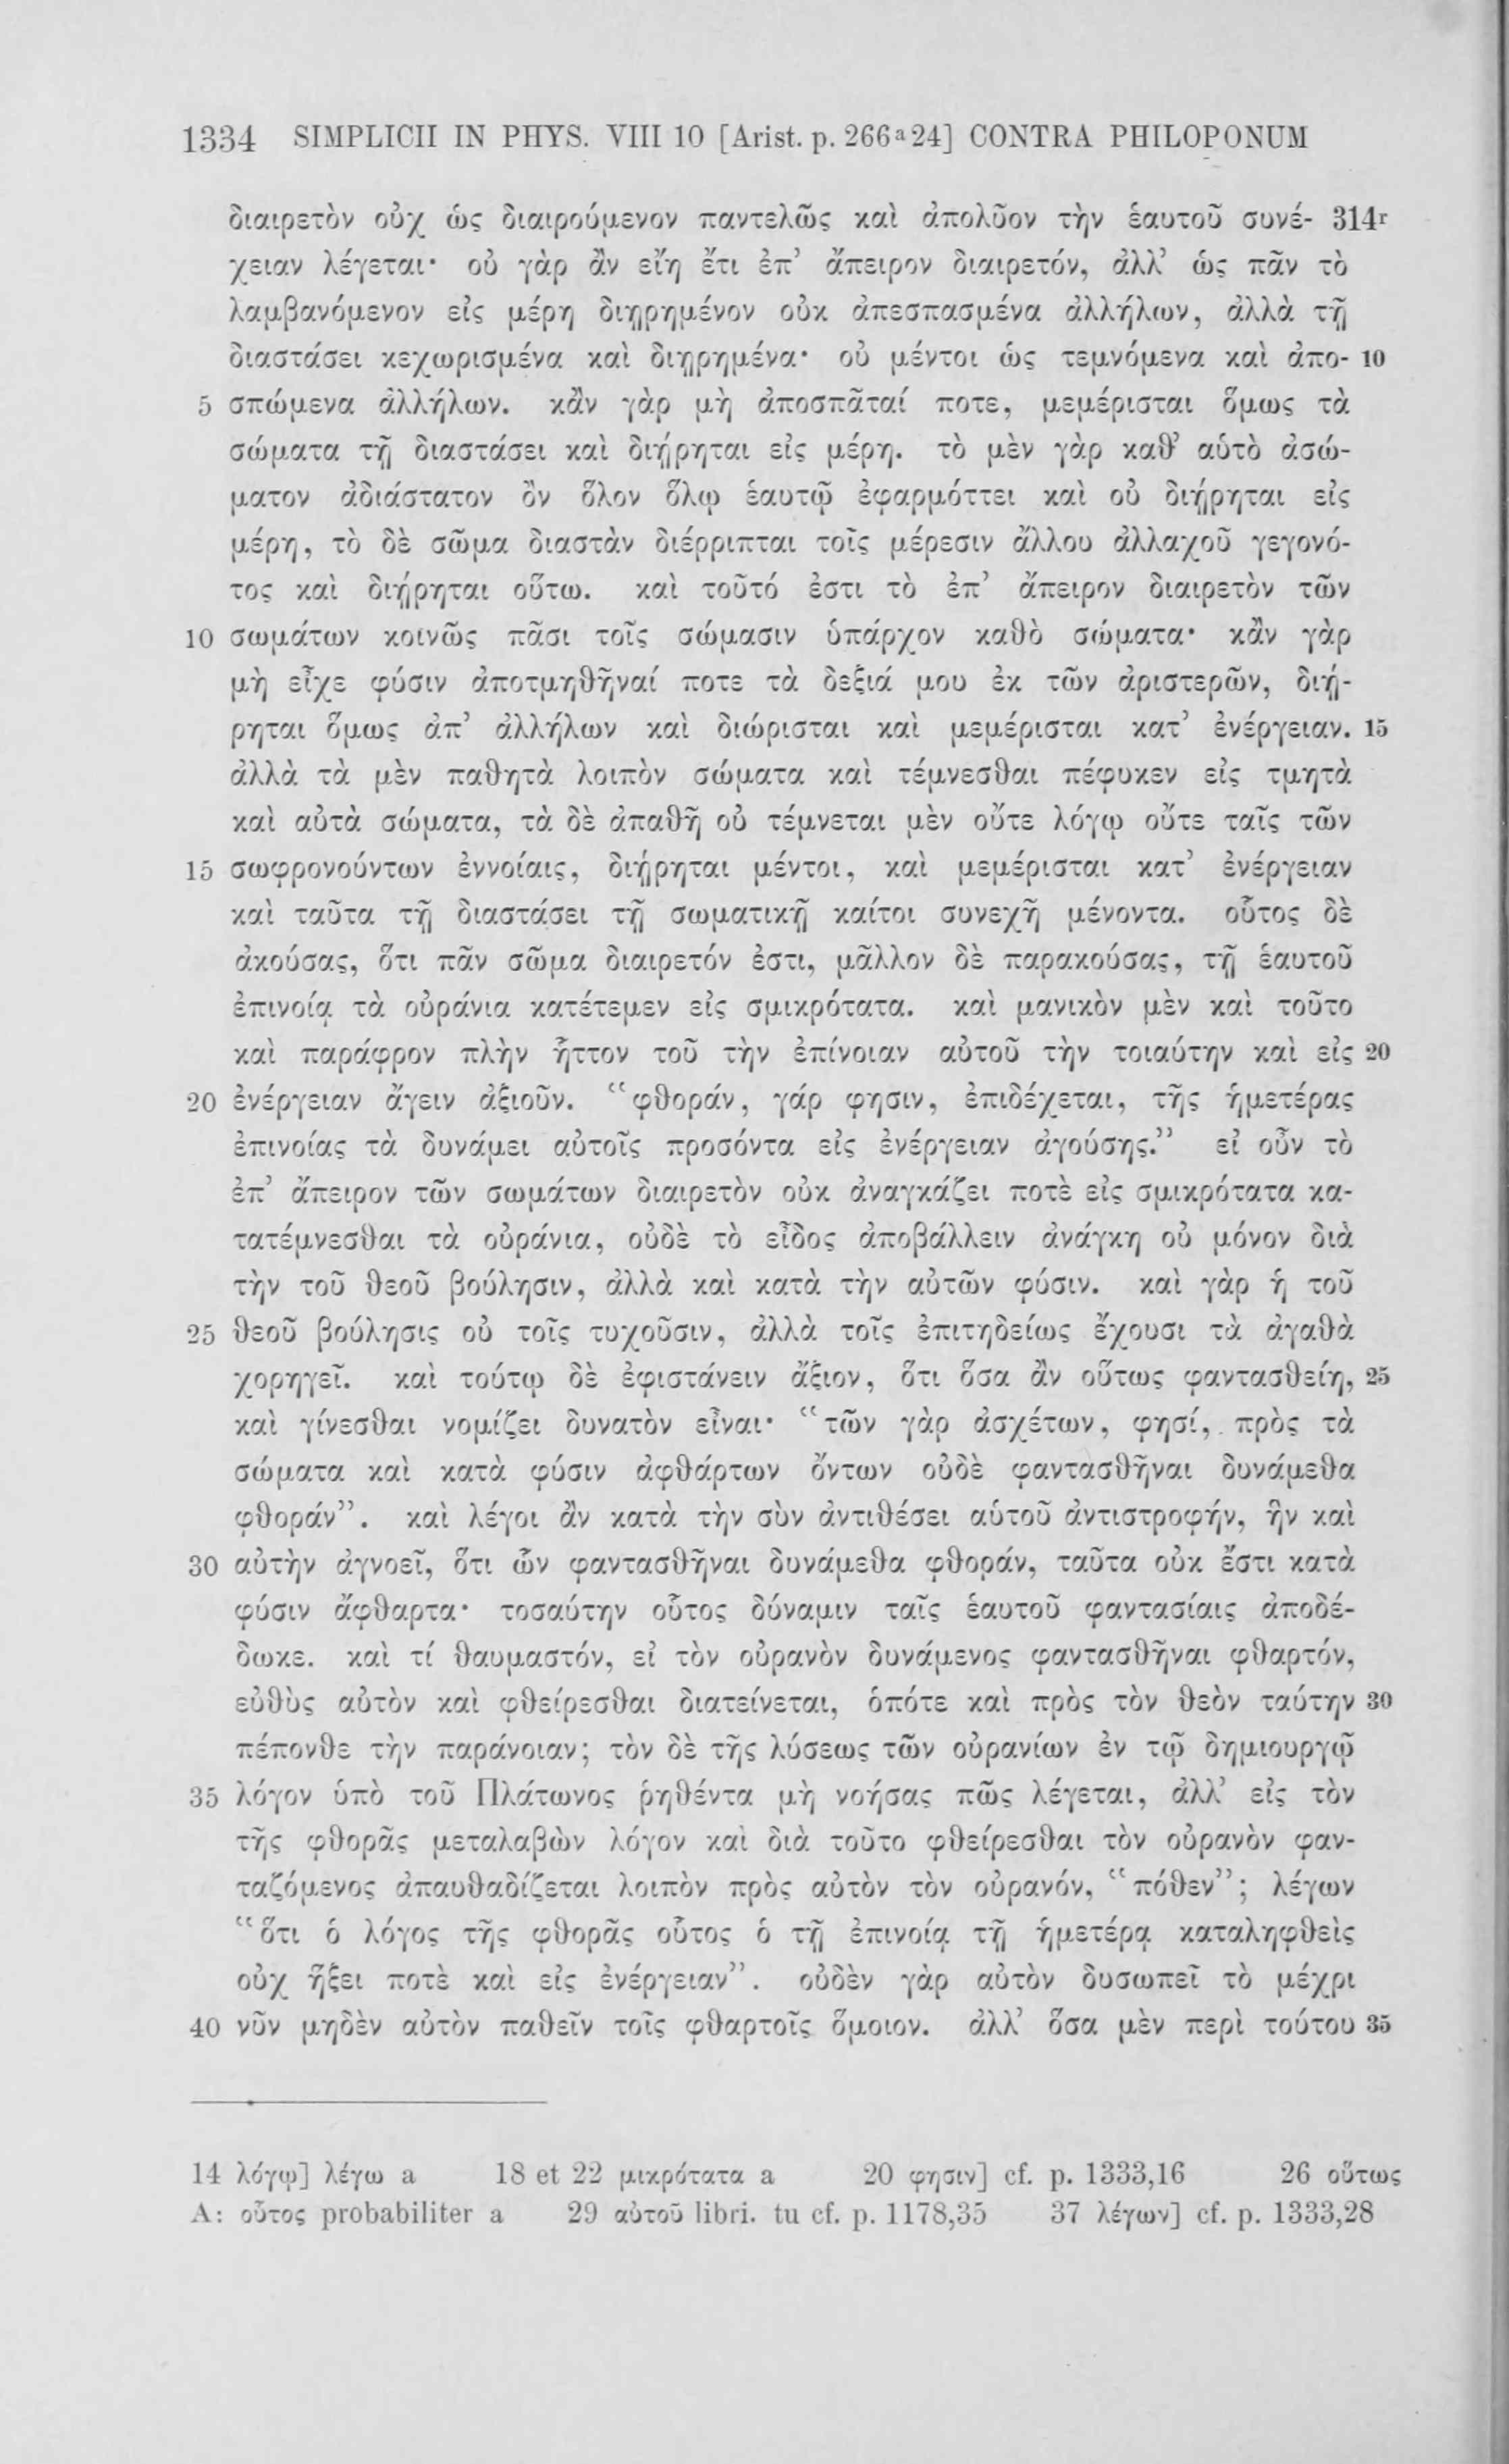 1334 SIMPLICII IN PHYS. VIII 10 [Arist. p. 266ᵃ24] CONTRA PHILOPONUM
διαιρετὸν οὐχ ὡς διαιρούμενον παντελῶς καὶ ἀπολῦον τὴν ἑαυτοῦ συνέ- 314ʳ
χειαν λέγεται· οὐ γὰρ ἂν εἴη ἔτι ἐπ’ ἄπειρον διαιρετόν, ἀλλ’ ὡς πᾶν τὸ
λαμβανόμενον εἰς μέρη διῃρημένον οὐκ ἀπεσπασμένα ἀλλήλων, ἀλλὰ τῇ
διαστάσει κεχωρισμένα καὶ διῃρημένα· οὐ μέντοι ὡς τεμνόμενα καὶ ἀπο- 10
5 σπώμενα ἀλλήλων. κἂν γὰρ μὴ ἀποσπᾶταί ποτε, μεμέρισται ὅμως τὰ
σώματα τῇ διαστάσει καὶ διῄρηται εἰς μέρη. τὸ μὲν γὰρ καθ’ αὑτὸ ἀσώ-
ματον ἀδιάστατον ὂν ὅλον ὅλῳ ἑαυτῷ ἐφαρμόττει καὶ οὐ διῄρηται εἰς
μέρη, τὸ δὲ σῶμα διαστὰν διέρριπται τοῖς μέρεσιν ἄλλου ἀλλαχοῦ γεγονό-
τος καὶ διῄρηται οὕτω. καὶ τοῦτό ἐστι τὸ ἐπ’ ἄπειρον διαιρετὸν τῶν
10 σωμάτων κοινῶς πᾶσι τοῖς σώμασιν ὑπάρχον καθὸ σώματα· κἂν γὰρ
μὴ εἶχε φύσιν ἀποτμηθῆναί ποτε τὰ δεξιά μου ἐκ τῶν ἀριστερῶν, διῄ-
ρηται ὅμως ἀπ’ ἀλλήλων καὶ διώρισται καὶ μεμέρισται κατ’ ἐνέργειαν. 15
ἀλλὰ τὰ μὲν παθητὰ λοιπὸν σώματα καὶ τέμνεσθαι πέφυκεν εἰς τμητὰ
καὶ αὐτὰ σώματα, τὰ δὲ ἀπαθῆ οὐ τέμνεται μὲν οὔτε λόγῳ οὔτε ταῖς τῶν
15 σωφρονούντων ἐννοίαις, διῄρηται μέντοι, καὶ μεμέρισται κατ’ ἐνέργειαν
καὶ ταῦτα τῇ διαστάσει τῇ σωματικῇ καίτοι συνεχῆ μένοντα. οὗτος δὲ
ἀκούσας, ὅτι πᾶν σῶμα διαιρετόν ἐστι, μᾶλλον δὲ παρακούσας, τῇ ἑαυτοῦ
ἐπινοίᾳ τὰ οὐράνια κατέτεμεν εἰς σμικρότατα. καὶ μανικὸν μὲν καὶ τοῦτο
καὶ παράφρον πλὴν ἧττον τοῦ τὴν ἐπίνοιαν αὐτοῦ τὴν τοιαύτην καὶ εἰς 20
20 ἐνέργειαν ἄγειν ἀξιοῦν. “φθοράν, γάρ φησιν, ἐπιδέχεται, τῆς ἡμετέρας
ἐπινοίας τὰ δυνάμει αὐτοῖς προσόντα εἰς ἐνέργειαν ἀγούσης.” εἰ οὖν τὸ
ἐπ’ ἄπειρον τῶν σωμάτων διαιρετὸν οὐκ ἀναγκάζει ποτὲ εἰς σμικρότατα κα-
τατέμνεσθαι τὰ οὐράνια, οὐδὲ τὸ εἶδος ἀποβάλλειν ἀνάγκη οὐ μόνον διὰ
τὴν τοῦ θεοῦ βούλησιν, ἀλλὰ καὶ κατὰ τὴν αὐτῶν φύσιν. καὶ γὰρ ἡ τοῦ
25 θεοῦ βούλησις οὐ τοῖς τυχοῦσιν, ἀλλὰ τοῖς ἐπιτηδείως ἔχουσι τὰ ἀγαθὰ
χορηγεῖ. καὶ τούτῳ δὲ ἐφιστάνειν ἄξιον, ὅτι ὅσα ἂν οὕτως φαντασθείη, 25
καὶ γίνεσθαι νομίζει δυνατὸν εἶναι· “τῶν γὰρ ἀσχέτων, φησί, πρὸς τὰ
σώματα καὶ κατὰ φύσιν ἀφθάρτων ὄντων οὐδὲ φαντασθῆναι δυνάμεθα
φθοράν”. καὶ λέγοι ἂν κατὰ τὴν σὺν ἀντιθέσει αὑτοῦ ἀντιστροφήν, ἣν καὶ
30 αὐτὴν ἀγνοεῖ, ὅτι ὧν φαντασθῆναι δυνάμεθα φθοράν, ταῦτα οὐκ ἔστι κατὰ
φύσιν ἄφθαρτα· τοσαύτην οὗτος δύναμιν ταῖς ἑαυτοῦ φαντασίαις ἀποδέ-
δωκε. καὶ τί θαυμαστόν, εἰ τὸν οὐρανὸν δυνάμενος φαντασθῆναι φθαρτόν,
εὐθὺς αὐτὸν καὶ φθείρεσθαι διατείνεται, ὁπότε καὶ πρὸς τὸν θεὸν ταύτην 30
πέπονθε τὴν παράνοιαν; τὸν δὲ τῆς λύσεως τῶν οὐρανίων ἐν τῷ δημιουργῷ
35 λόγον ὑπὸ τοῦ Πλάτωνος ῥηθέντα μὴ νοήσας πῶς λέγεται, ἀλλ’ εἰς τὸν
τῆς φθορᾶς μεταλαβὼν λόγον καὶ διὰ τοῦτο φθείρεσθαι τὸν οὐρανὸν φαν-
ταζόμενος ἀπαυθαδίζεται λοιπὸν πρὸς αὐτὸν τὸν οὐρανόν, “πόθεν”; λέγων
“ὅτι ὁ λόγος τῆς φθορᾶς οὗτος ὁ τῇ ἐπινοίᾳ τῇ ἡμετέρᾳ καταληφθεὶς
οὐχ ἥξει ποτὲ καὶ εἰς ἐνέργειαν”. οὐδὲν γὰρ αὐτὸν δυσωπεῖ τὸ μέχρι
40 νῦν μηδὲν αὐτὸν παθεῖν τοῖς φθαρτοῖς ὅμοιον. ἀλλ’ ὅσα μὲν περὶ τούτου 35
14 λόγῳ] λέγω a 18 et 22 μικρότατα a 20 φησιν] cf. p. 1333,16 26 οὕτως
A: οὗτος probabiliter a 29 αὐτοῦ libri. tu cf. p. 1178,35 37 λέγων] cf. p. 1333,28